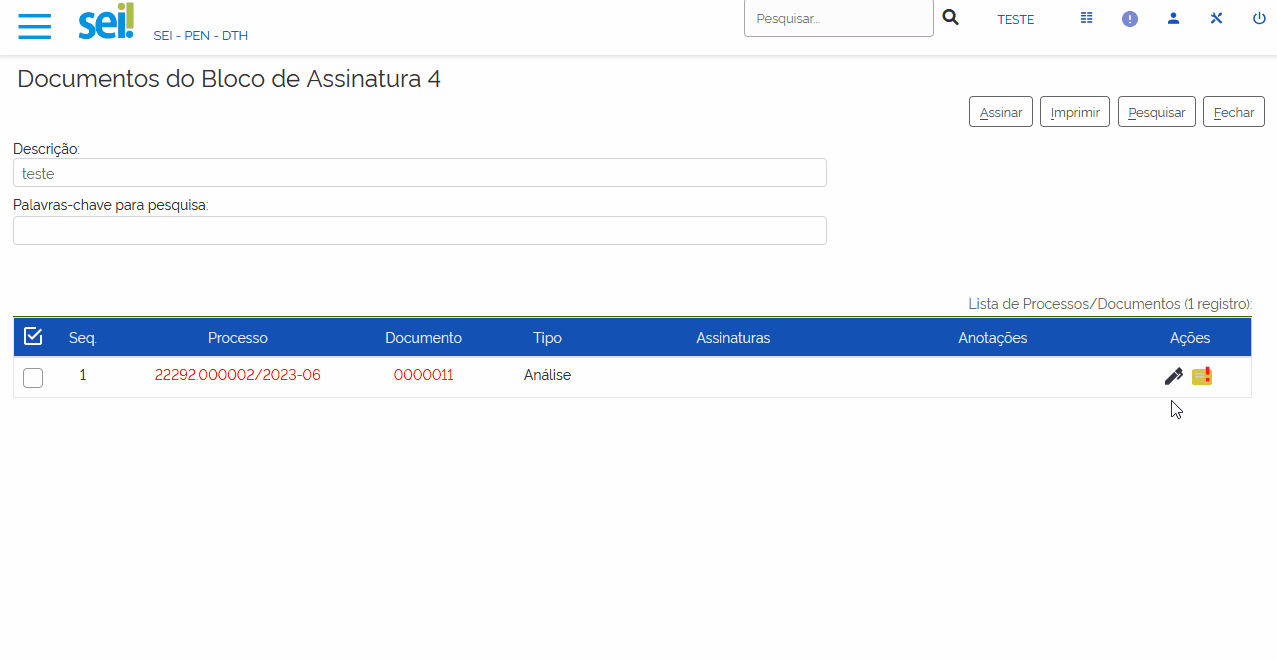 sei!
SEI - PEN - DTH
Pesquisar...
TESTE
Documentos do Bloco de Assinatura 4
Assinar
Imprimir
Pesquisar
Fechar
Descrição:
teste
Palavras-chave para pesquisa:
Lista de Processos/Documentos (1 registro):
Seq. Processo Documento Tipo Assinaturas Anotações Ações
1 22292.000002/2023-06 0000011 Análise